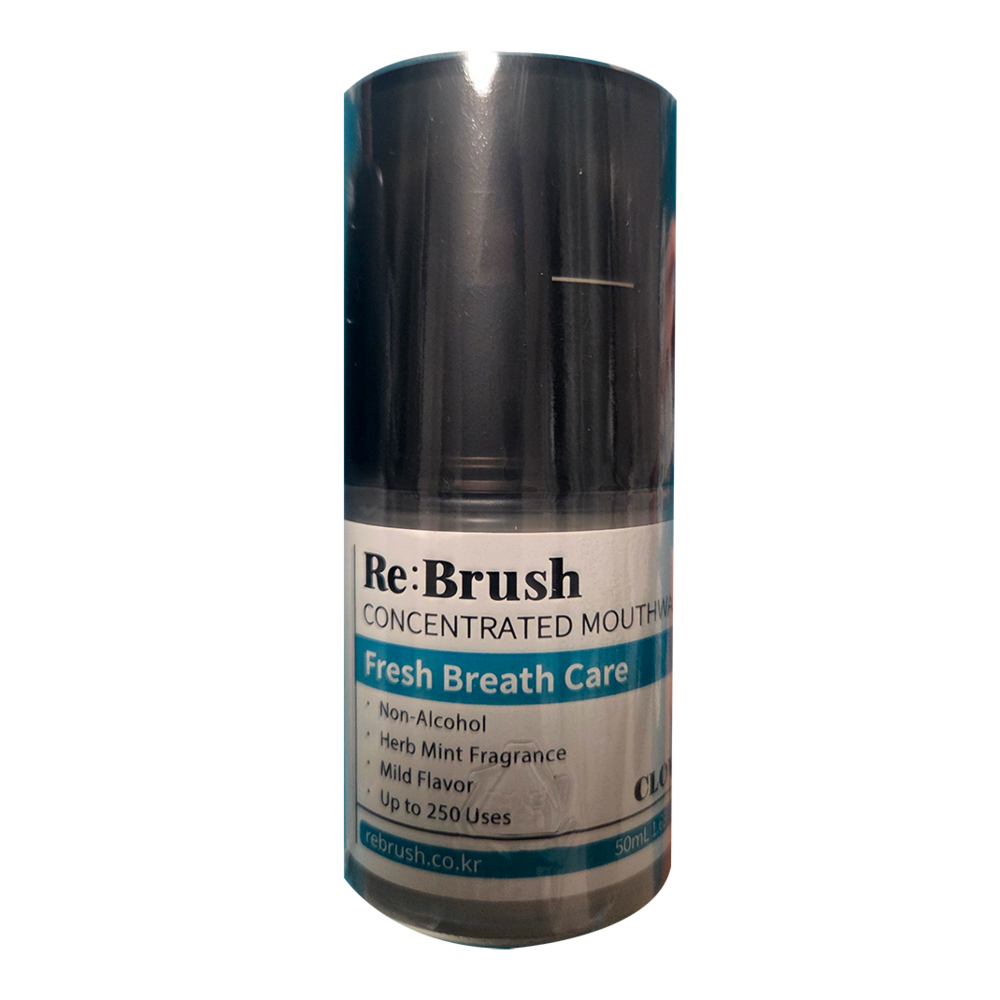 Re:Brush
CONCENTRATED MOUTHWA
Fresh Breath Care
· Non-Alcohol
· Herb Mint Fragrance
· Mild Flavor
· Up to 250 Uses
CLO
rebrush.co.kr
50mL